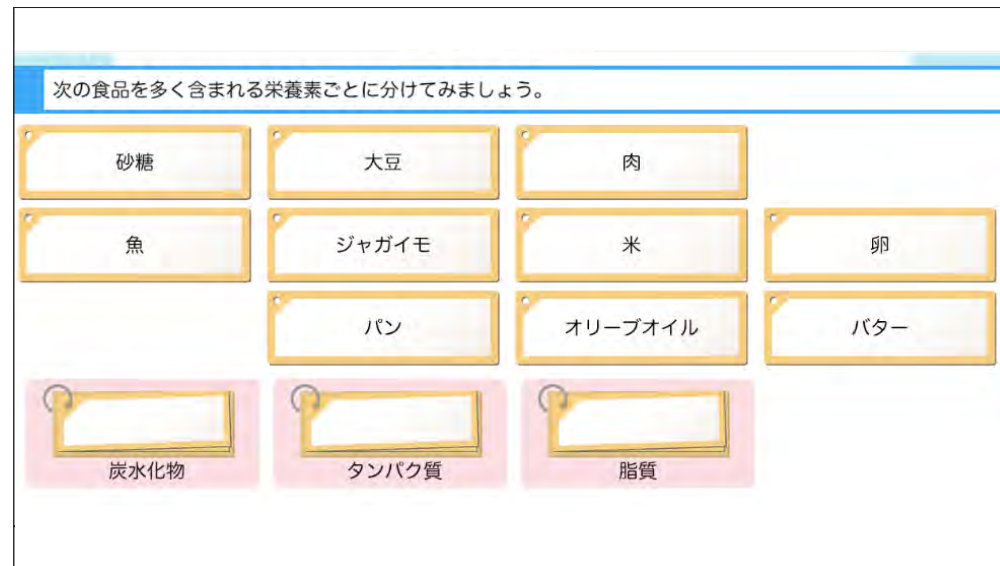 次の食品を多く含まれる栄養素ごとに分けてみましょう。
砂糖
大豆
肉
魚
ジャガイモ
米
卵
パン
オリーブオイル
バター
炭水化物
タンパク質
脂質